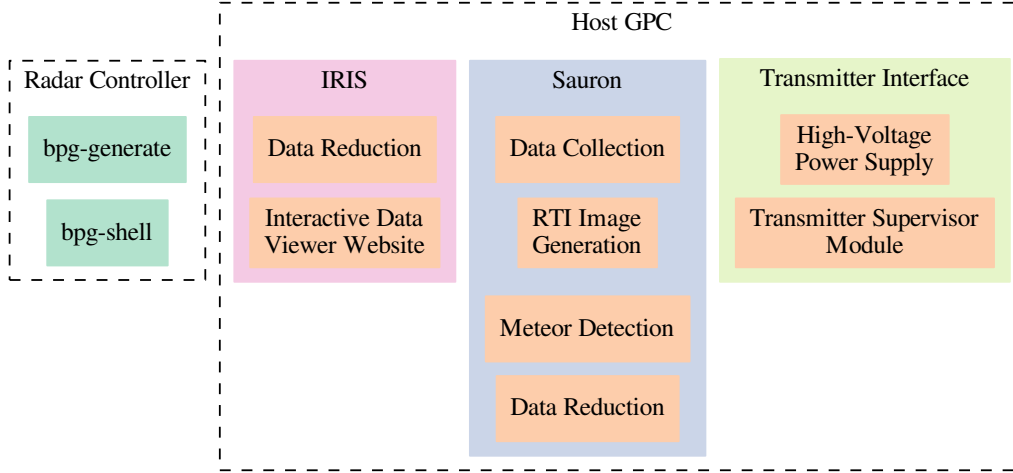 Host GPC
Radar Controller
bpg-generate
bpg-shell
IRIS
Data Reduction
Interactive Data
Viewer Website
Sauron
Data Collection
RTI Image
Generation
Meteor Detection
Data Reduction
Transmitter Interface
High-Voltage
Power Supply
Transmitter Supervisor
Module